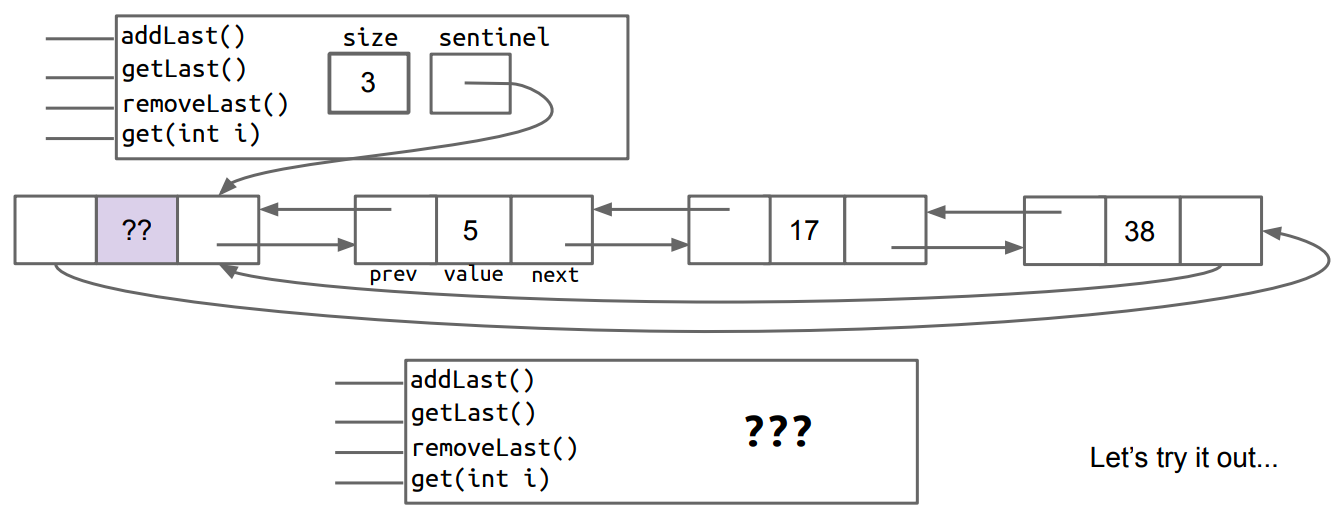 addLast()
size
sentinel
getLast()
3
removeLast()
get(int i)
??
5
17
38
prev
value
next
addLast()
getLast()
???
removeLast()
get(int i)
Let's try it out...